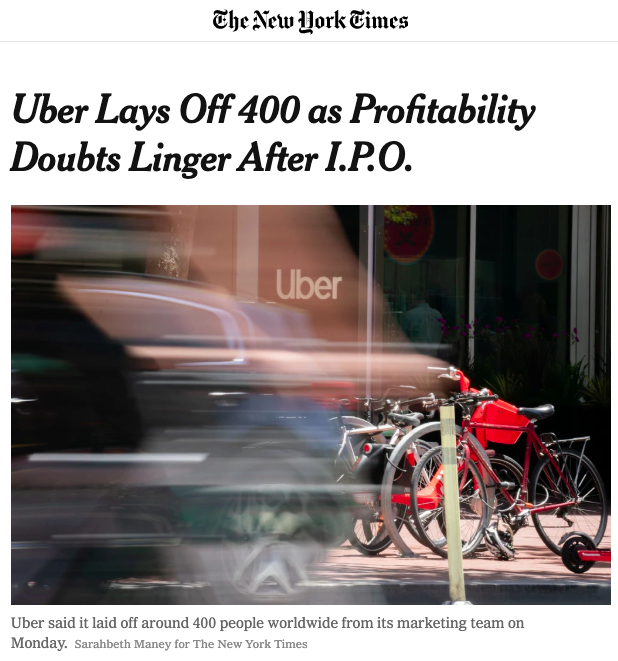 The New York Times
Uber Lays Off 400 as Profitability
Doubts Linger After I.P.O.
Uber
Uber said it laid off around 400 people worldwide from its marketing team on
Monday. Sarahbeth Maney for The New York Times